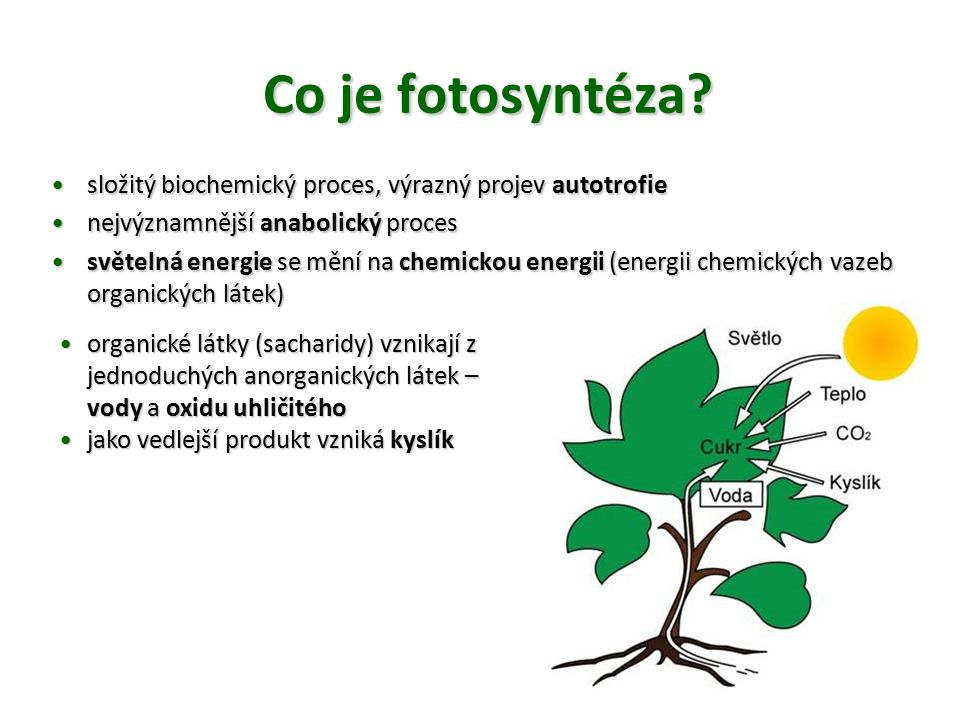 Co je fotosyntéza?
• složitý biochemický proces, výrazný projev autotrofie
• nejvýznamnější anabolický proces
• světelná energie se mění na chemickou energii (energii chemických vazeb
organických látek)
• organické látky (sacharidy) vznikají z
jednoduchých anorganických látek –
vody a oxidu uhličitého
• jako vedlejší produkt vzniká kyslík
Světlo
Teplo
CO₂
Cukr
Kyslík
Voda